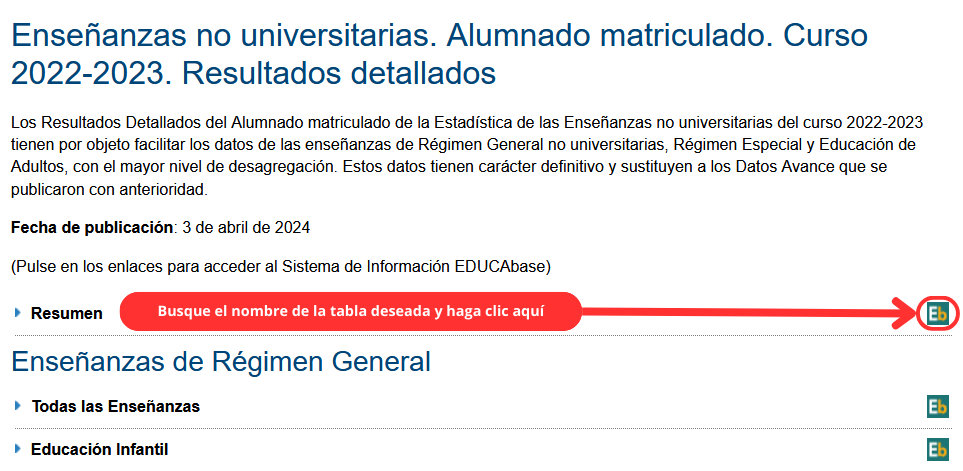 Enseñanzas no universitarias. Alumnado matriculado. Curso
2022-2023. Resultados detallados
Los Resultados Detallados del Alumnado matriculado de la Estadística de las Enseñanzas no universitarias del curso 2022-2023
tienen por objeto facilitar los datos de las enseñanzas de Régimen General no universitarias, Régimen Especial y Educación de
Adultos, con el mayor nivel de desagregación. Estos datos tienen carácter definitivo y sustituyen a los Datos Avance que se
publicaron con anterioridad.
Fecha de publicación: 3 de abril de 2024
(Pulse en los enlaces para acceder al Sistema de Información EDUCAbase)
Resumen Busque el nombre de la tabla deseada y haga clic aquí Eb
Enseñanzas de Régimen General
Todas las Enseñanzas Eb
Educación Infantil Eb